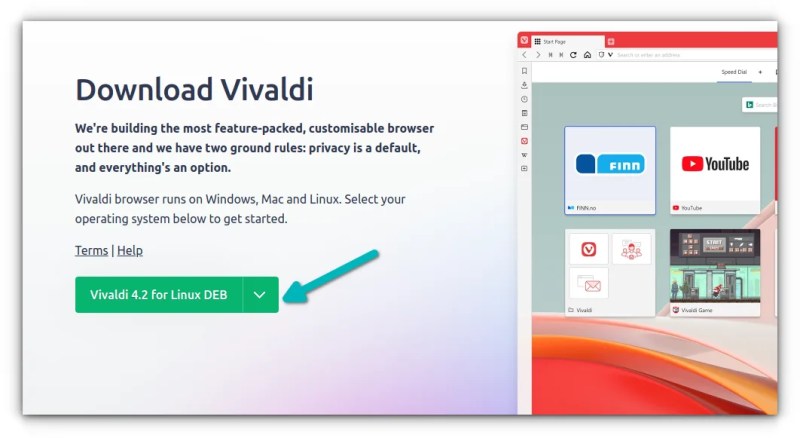 Download Vivaldi
We're building the most feature-packed, customisable browser
out there and we have two ground rules: privacy is a default,
and everything's an option.
Vivaldi browser runs on Windows, Mac and Linux. Select your
operating system below to get started.
Terms | Help
Vivaldi 4.2 for Linux DEB
Start Page
Search or enter an address
Speed Dial
Search
FINN
YouTube
FINN.no
YouTube
START
Vivaldi
Vivaldi Game